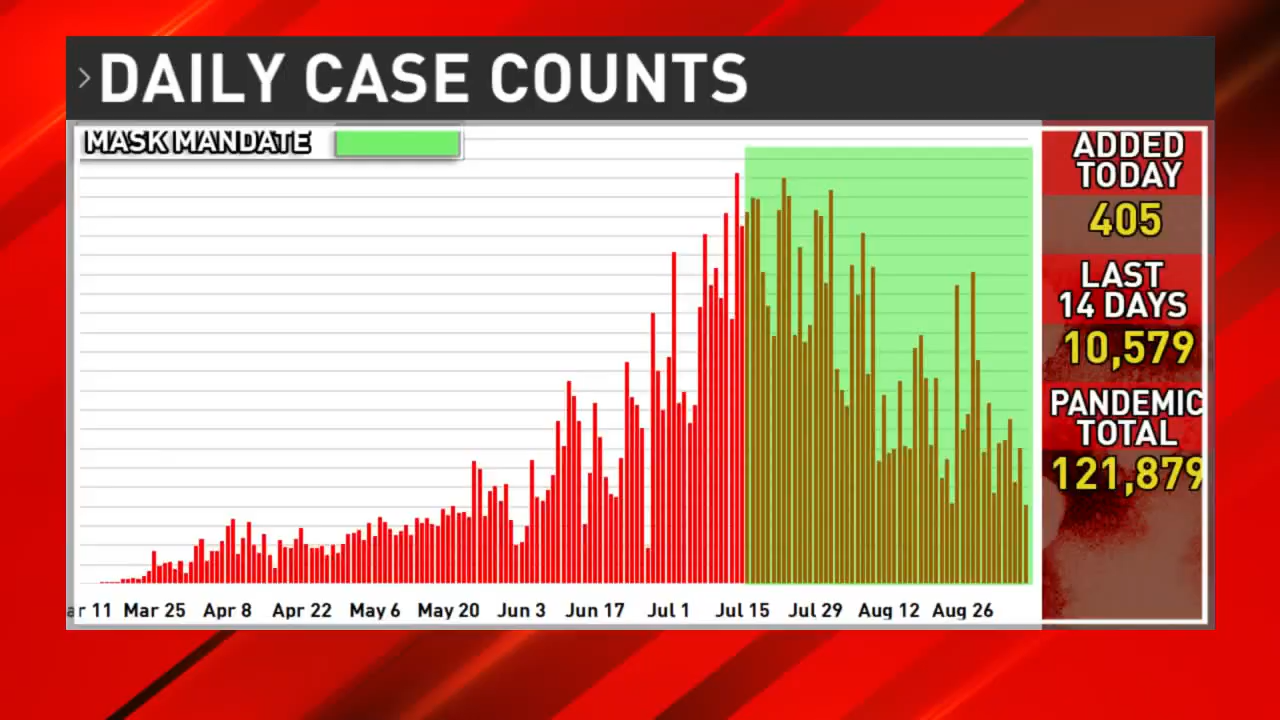 > DAILY CASE COUNTS
MASK MANDATE
ADDED
TODAY
405
LAST
14 DAYS
10,579
PANDEMIC
TOTAL
121,879
ar 11 Mar 25 Apr 8 Apr 22 May 6 May 20 Jun 3 Jun 17 Jul 1 Jul 15 Jul 29 Aug 12 Aug 26